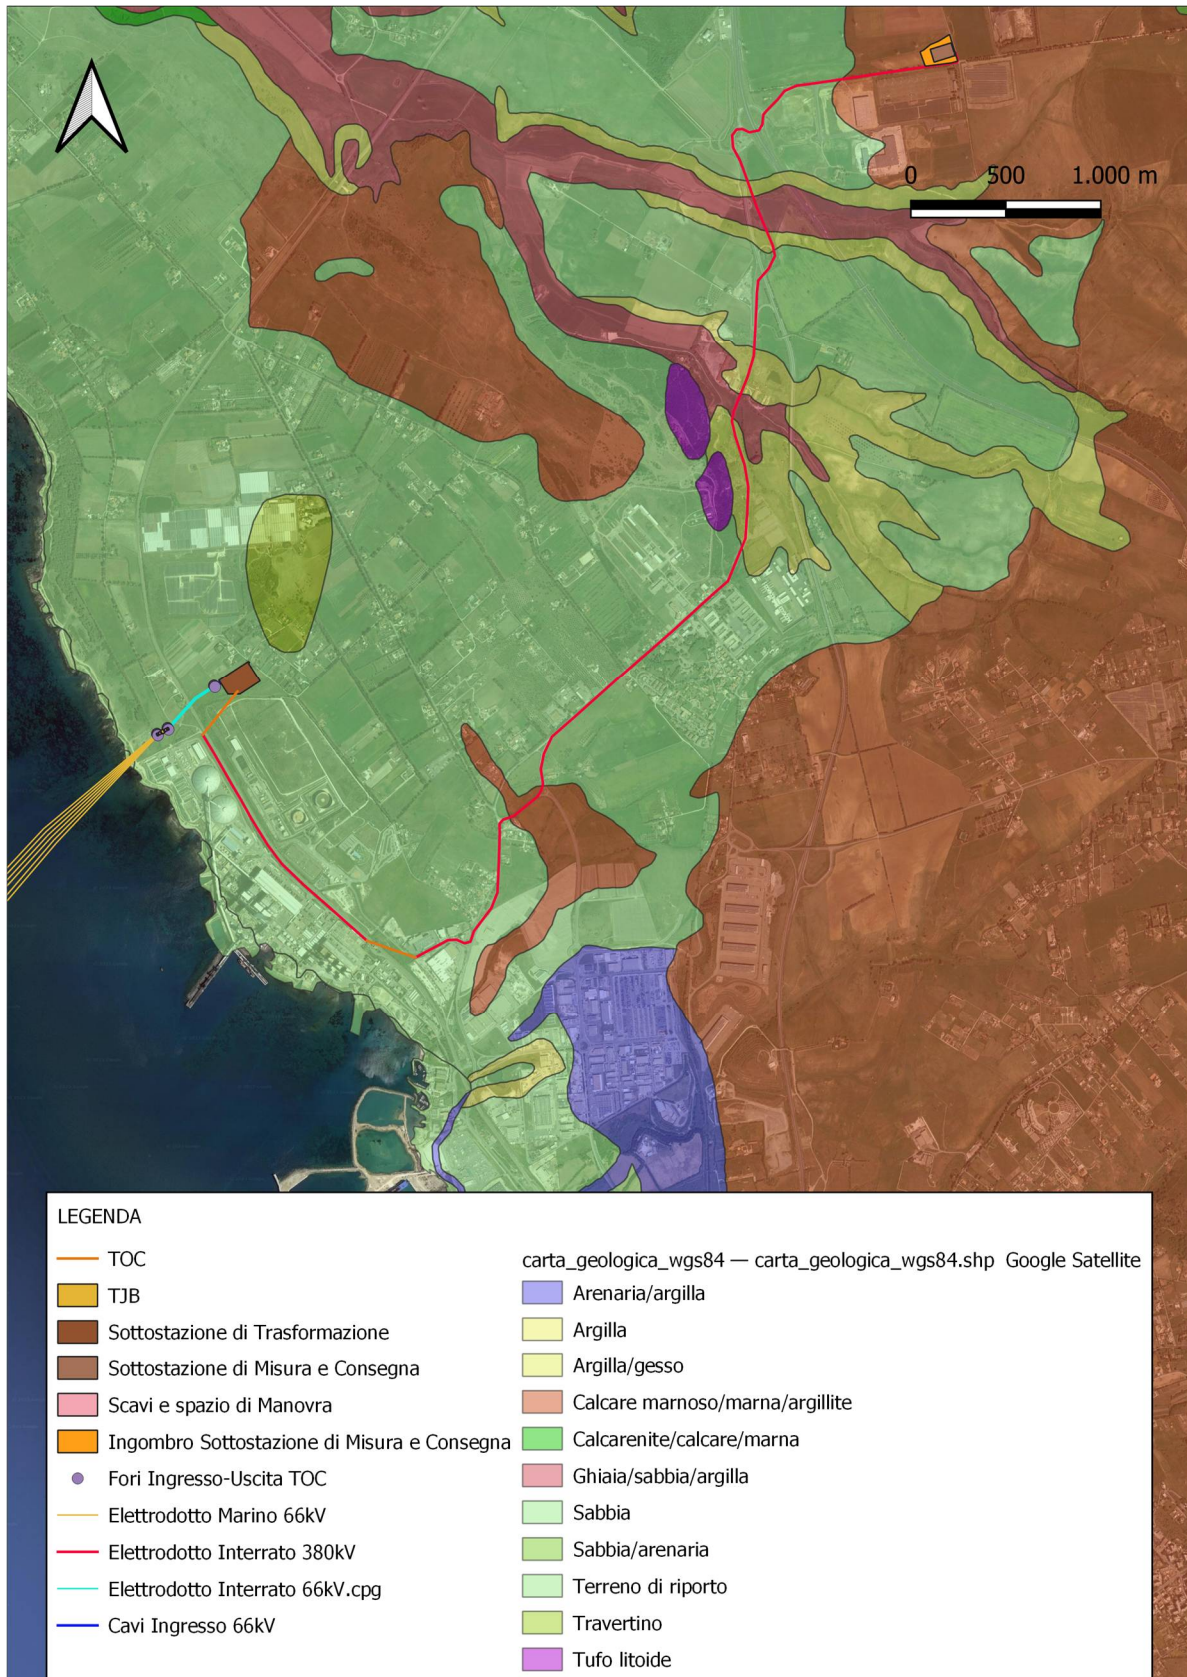 0 500 1.000 m
LEGENDA
TOC
TJB
Sottostazione di Trasformazione
Sottostazione di Misura e Consegna
Scavi e spazio di Manovra
Ingombro Sottostazione di Misura e Consegna
Fori Ingresso-Uscita TOC
Elettrodotto Marino 66kV
Elettrodotto Interrato 380kV
Elettrodotto Interrato 66kV.cpg
Cavi Ingresso 66kV
carta_geologica_wgs84 — carta_geologica_wgs84.shp Google Satellite
Arenaria/argilla
Argilla
Argilla/gesso
Calcare marnoso/marna/argillite
Calcarenite/calcare/marna
Ghiaia/sabbia/argilla
Sabbia
Sabbia/arenaria
Terreno di riporto
Travertino
Tufo litoide